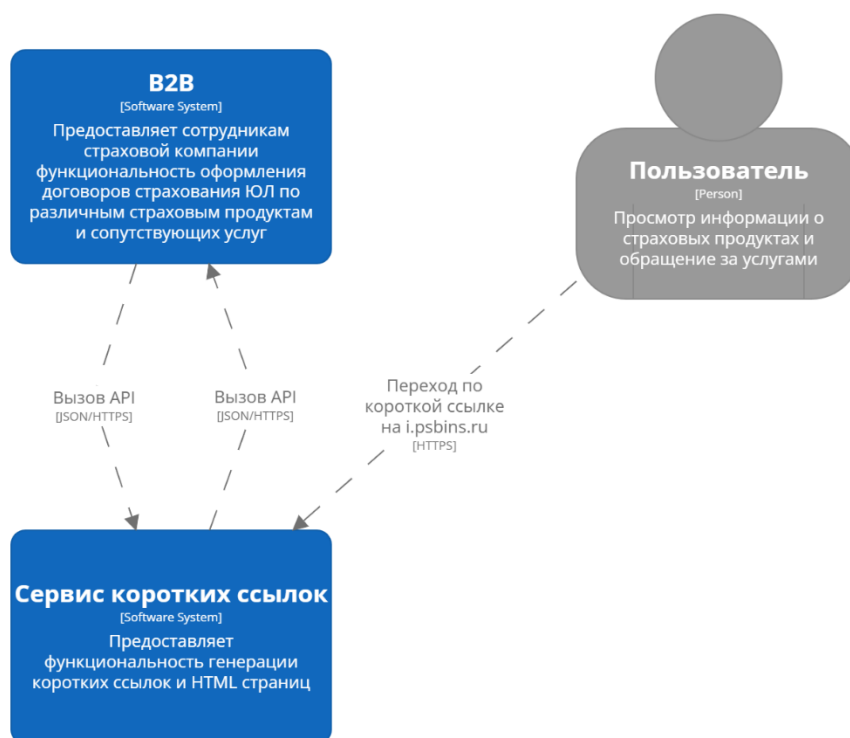 B2B
[Software System]
Предоставляет сотрудникам
страховой компании
функциональность оформления
договоров страхования ЮЛ по
различным страховым продуктам
и сопутствующих услуг
Пользователь
[Person]
Просмотр информации о
страховых продуктах и
обращение за услугами
Вызов API
[JSON/HTTPS]
Вызов API
[JSON/HTTPS]
Переход по
короткой ссылке
на i.psbins.ru
[HTTPS]
Сервис коротких ссылок
[Software System]
Предоставляет
функциональность генерации
коротких ссылок и HTML страниц